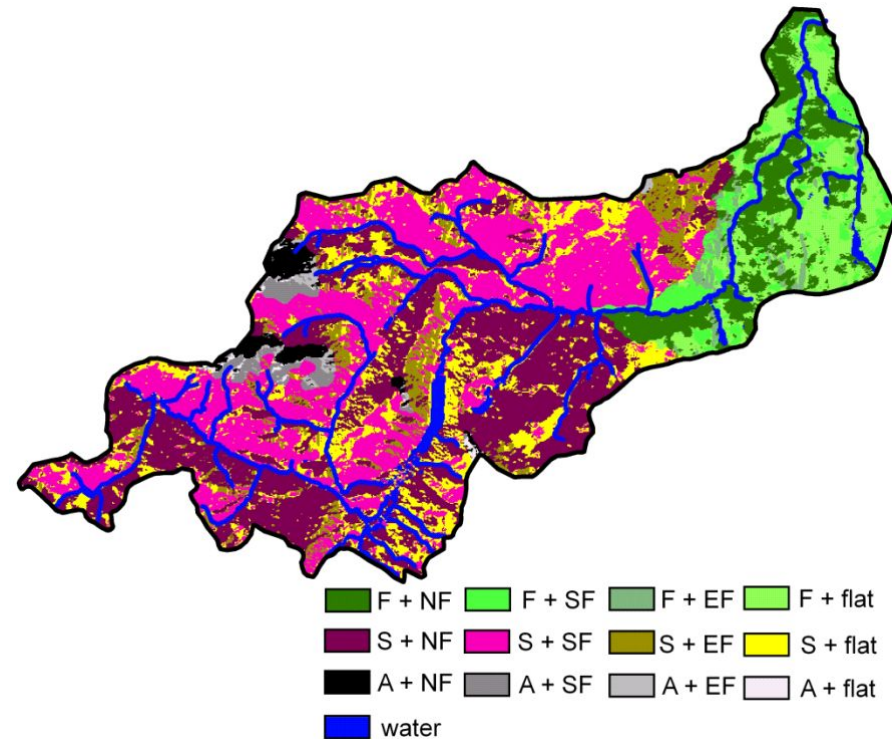 F + NF F + SF F + EF F + flat
S + NF S + SF S + EF S + flat
A + NF A + SF A + EF A + flat
water